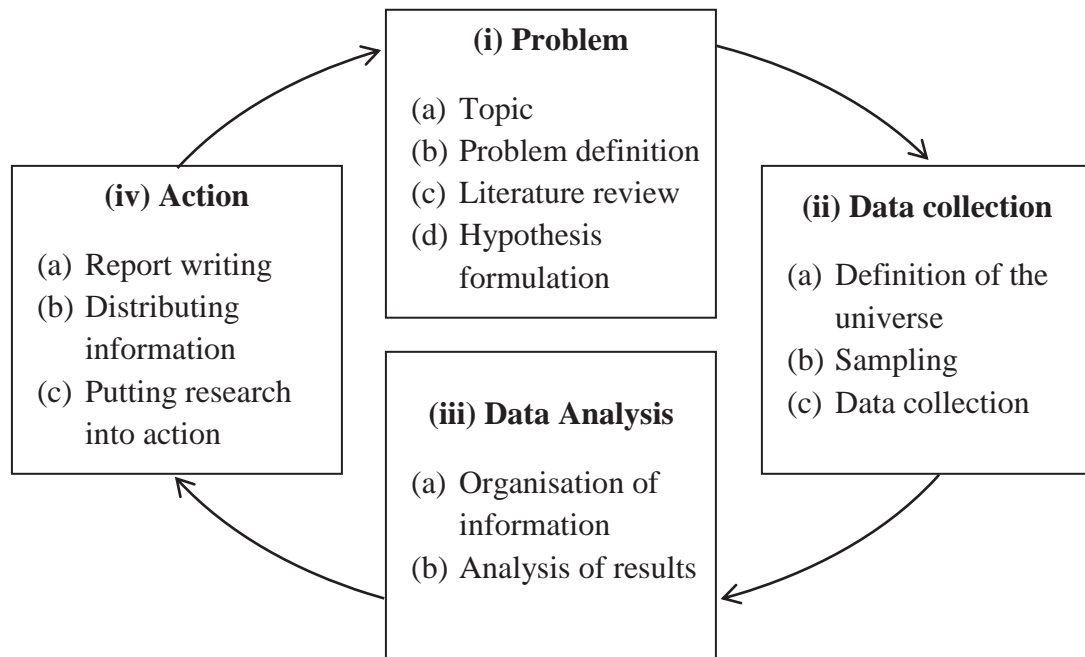 (i) Problem
(a) Topic
(b) Problem definition
(c) Literature review
(d) Hypothesis
formulation
(ii) Data collection
(a) Definition of the
universe
(b) Sampling
(c) Data collection
(iii) Data Analysis
(a) Organisation of
information
(b) Analysis of results
(iv) Action
(a) Report writing
(b) Distributing
information
(c) Putting research
into action